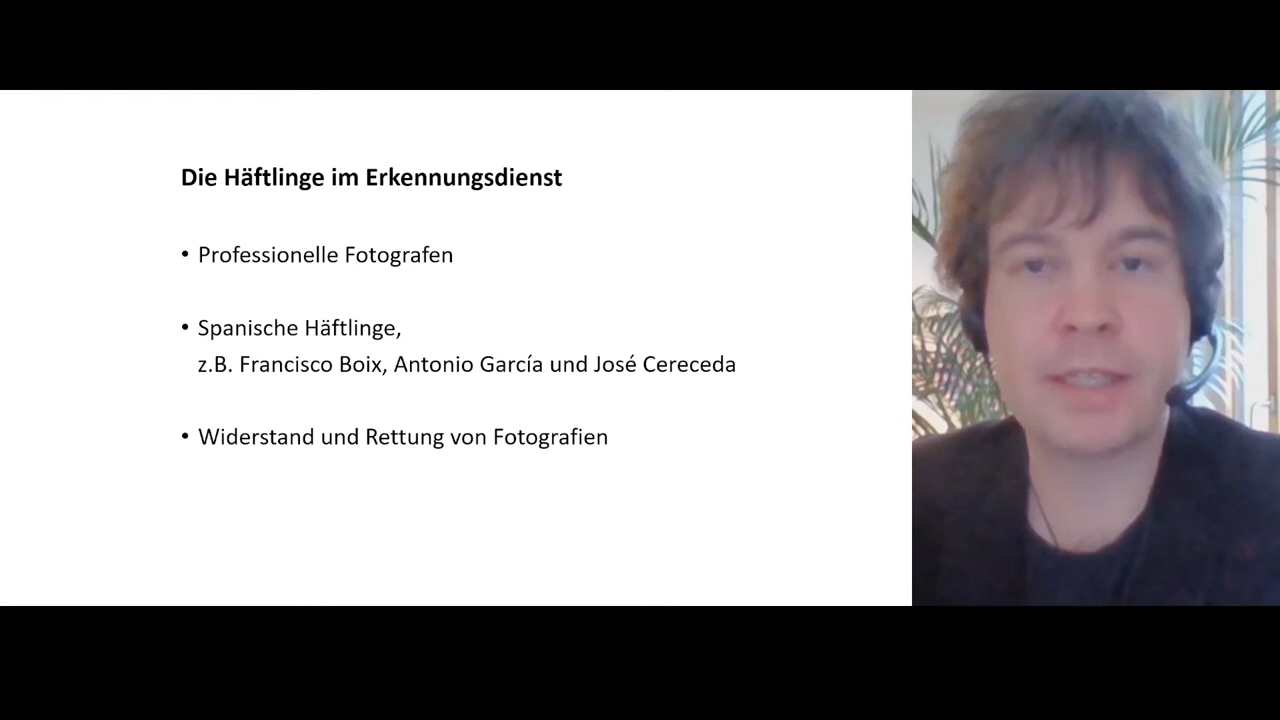 Die Häftlinge im Erkennungsdienst
• Professionelle Fotografen
• Spanische Häftlinge,
z.B. Francisco Boix, Antonio García und José Cereceda
• Widerstand und Rettung von Fotografien